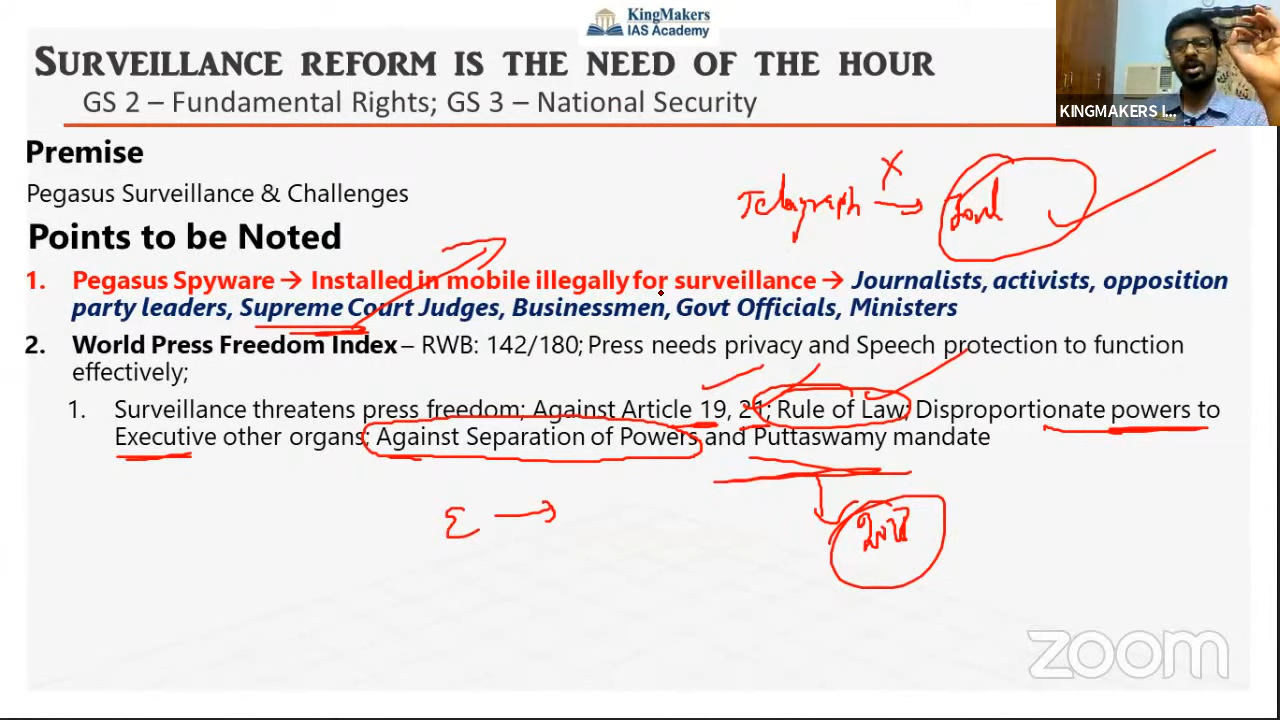 KingMakers
IAS Academy
SURVEILLANCE REFORM IS THE NEED OF THE HOUR
GS 2 – Fundamental Rights; GS 3 – National Security
KINGMAKERS I...
Premise
Pegasus Surveillance & Challenges
Telegraph X →
Points to be Noted
1. Pegasus Spyware → Installed in mobile illegally for surveillance → Journalists, activists, opposition
party leaders, Supreme Court Judges, Businessmen, Govt Officials, Ministers
2. World Press Freedom Index – RWB: 142/180; Press needs privacy and Speech protection to function
effectively;
1. Surveillance threatens press freedom; Against Article 19, 21; Rule of Law; Disproportionate powers to
Executive other organs; Against Separation of Powers and Puttaswamy mandate
E →
zoom